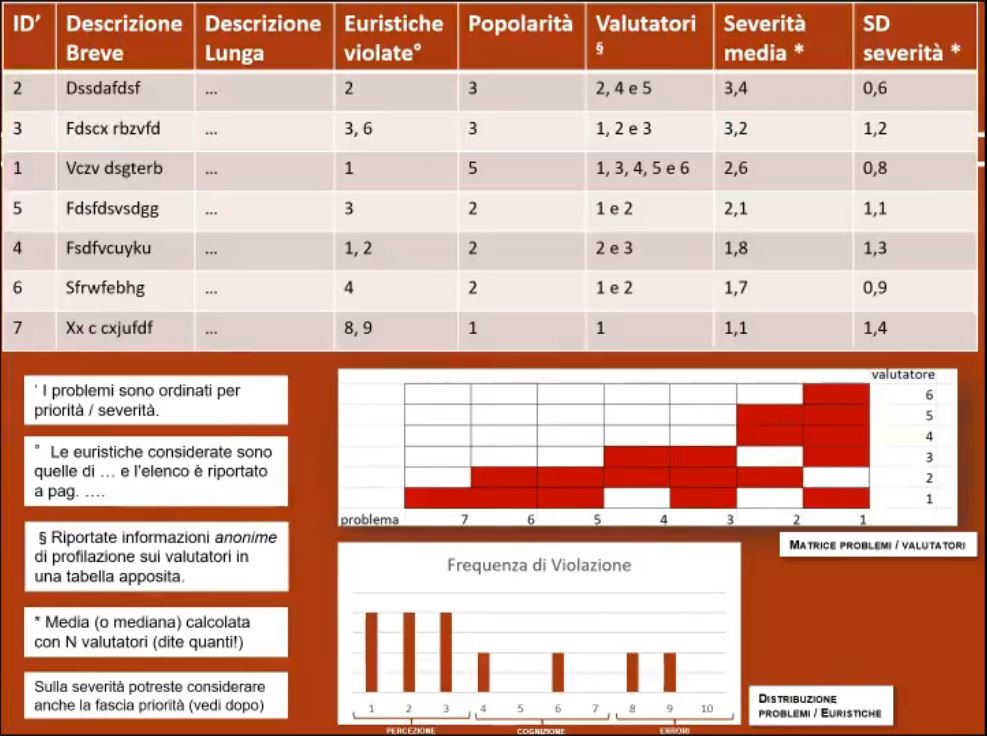 ID’ Descrizione Breve Descrizione Lunga Euristiche violate° Popolarità Valutatori § Severità media * SD severità *
2 Dssdafdsf ... 2 3 2, 4 e 5 3,4 0,6
3 Fdscx rbzvfd ... 3, 6 3 1, 2 e 3 3,2 1,2
1 Vczv dsgterb ... 1 5 1, 3, 4, 5 e 6 2,6 0,8
5 Fdsfdsvsdgg ... 3 2 1 e 2 2,1 1,1
4 Fsdfvcuyku ... 1, 2 2 2 e 3 1,8 1,3
6 Sfrwfebhg ... 4 2 1 e 2 1,7 0,9
7 Xx c cxjufdf ... 8, 9 1 1 1,1 1,4
' I problemi sono ordinati per
priorità / severità.
° Le euristiche considerate sono
quelle di … e l’elenco è riportato
a pag. ….
§ Riportate informazioni anonime
di profilazione sui valutatori in
una tabella apposita.
* Media (o mediana) calcolata
con N valutatori (dite quanti!)
Sulla severità potreste considerare
anche la fascia priorità (vedi dopo)
valutatore
6
5
4
3
2
1
problema 7 6 5 4 3 2 1
MATRICE PROBLEMI / VALUTATORI
Frequenza di Violazione
1 2 3 4 5 6 7 8 9 10
PERCEZIONE COGNIZIONE ERRORI
DISTRIBUZIONE
PROBLEMI / EURISTICHE